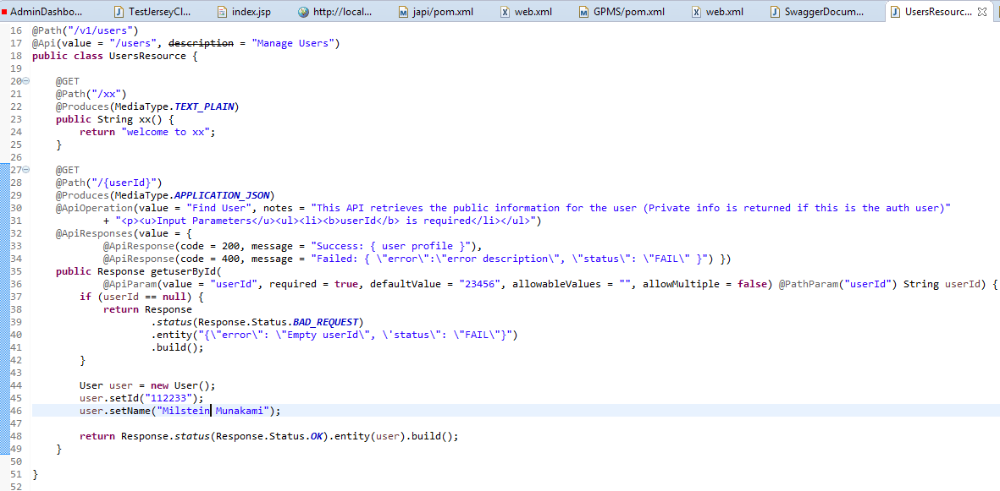 AdminDashbo... TestJerseyCl... index.jsp http://local... japi/pom.xml web.xml GPMS/pom.xml web.xml SwaggerDocum... UsersResourc...
16 @Path("/v1/users")
17 @Api(value = "/users", description = "Manage Users")
18 public class UsersResource {
19
20 @GET
21 @Path("/xx")
22 @Produces(MediaType.TEXT_PLAIN)
23 public String xx() {
24 return "welcome to xx";
25 }
26
27 @GET
28 @Path("/{userId}")
29 @Produces(MediaType.APPLICATION_JSON)
30 @ApiOperation(value = "Find User", notes = "This API retrieves the public information for the user (Private info is returned if this is the auth user)"
31 + "<p><u>Input Parameters</u><ul><li><b>userId</b> is required</li></ul>")
32 @ApiResponses(value = {
33 @ApiResponse(code = 200, message = "Success: { user profile }"),
34 @ApiResponse(code = 400, message = "Failed: { \"error\":\"error description\", \"status\": \"FAIL\" }") })
35 public Response getuserById(
36 @ApiParam(value = "userId", required = true, defaultValue = "23456", allowableValues = "", allowMultiple = false) @PathParam("userId") String userId) {
37 if (userId == null) {
38 return Response
39 .status(Response.Status.BAD_REQUEST)
40 .entity("{\"error\": \"Empty userId\", \'status\": \"FAIL\"}")
41 .build();
42 }
43
44 User user = new User();
45 user.setId("112233");
46 user.setName("Milstein Munakami");
47
48 return Response.status(Response.Status.OK).entity(user).build();
49 }
50
51 }
52